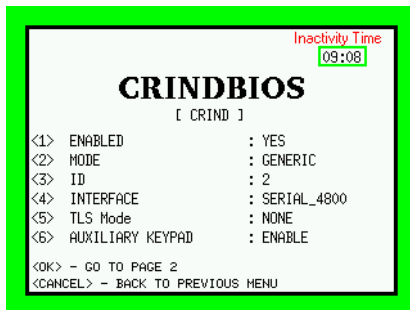 Inactivity Time
09:08
CRINDBIOS
[ CRIND ]
<1> ENABLED : YES
<2> MODE : GENERIC
<3> ID : 2
<4> INTERFACE : SERIAL_4800
<5> TLS Mode : NONE
<6> AUXILIARY KEYPAD : ENABLE
<OK> - GO TO PAGE 2
<CANCEL> - BACK TO PREVIOUS MENU